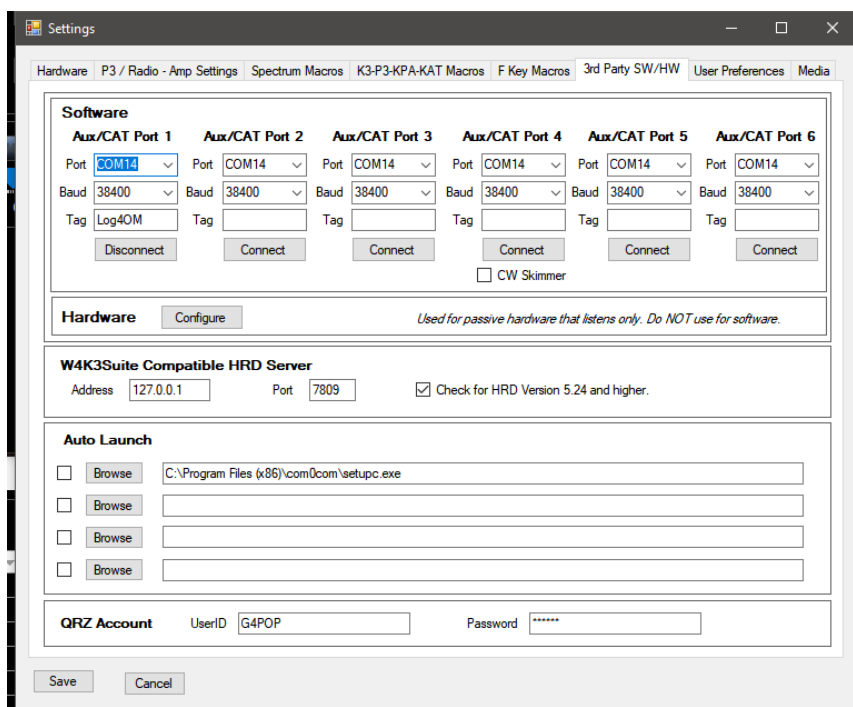 Settings
Hardware P3 / Radio - Amp Settings Spectrum Macros K3-P3-KPA-KAT Macros F Key Macros 3rd Party SW/HW User Preferences Media
Software
Aux/CAT Port 1 Aux/CAT Port 2 Aux/CAT Port 3 Aux/CAT Port 4 Aux/CAT Port 5 Aux/CAT Port 6
Port COM14 Port COM14 Port COM14 Port COM14 Port COM14 Port COM14
Baud 38400 Baud 38400 Baud 38400 Baud 38400 Baud 38400 Baud 38400
Tag Log4OM Tag Tag Tag Tag Tag
Disconnect Connect Connect Connect Connect Connect
CW Skimmer
Hardware Configure Used for passive hardware that listens only. Do NOT use for software.
W4K3Suite Compatible HRD Server
Address 127.0.0.1 Port 7809 Check for HRD Version 5.24 and higher.
Auto Launch
Browse C:\Program Files (x86)\com0com\setupc.exe
Browse
Browse
Browse
QRZ Account UserID G4POP Password ******
Save Cancel